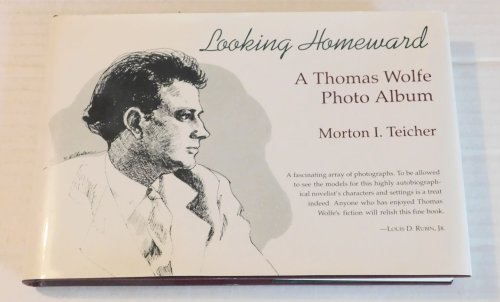 Looking Homeward
A Thomas Wolfe
Photo Album
Morton I. Teicher
A fascinating array of photographs. To be allowed
to see the models for this highly autobiograph-
ical novelist's characters and settings is a treat
indeed. Anyone who has enjoyed Thomas
Wolfe's fiction will relish this fine book.
—Louis D. Rubin, Jr.